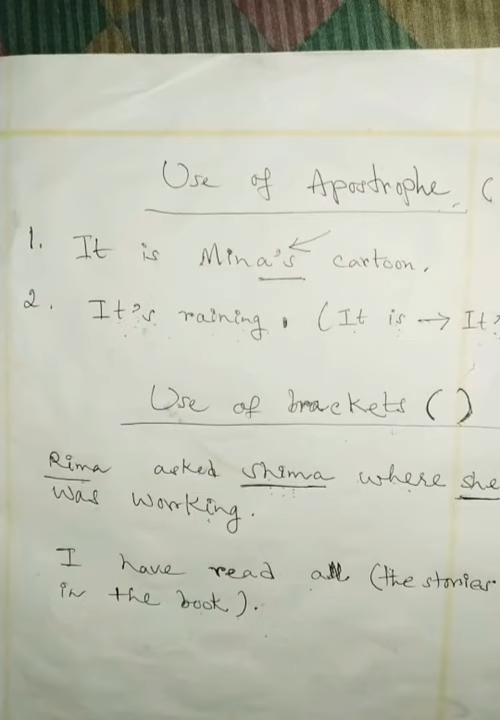 Use of Apostrophe. (
1. It is Mina's cartoon.
2. It's raining. (It is → It'
Use of brackets ()
Rima asked Shima where she
was working.
I have read all (the stories
in the book).